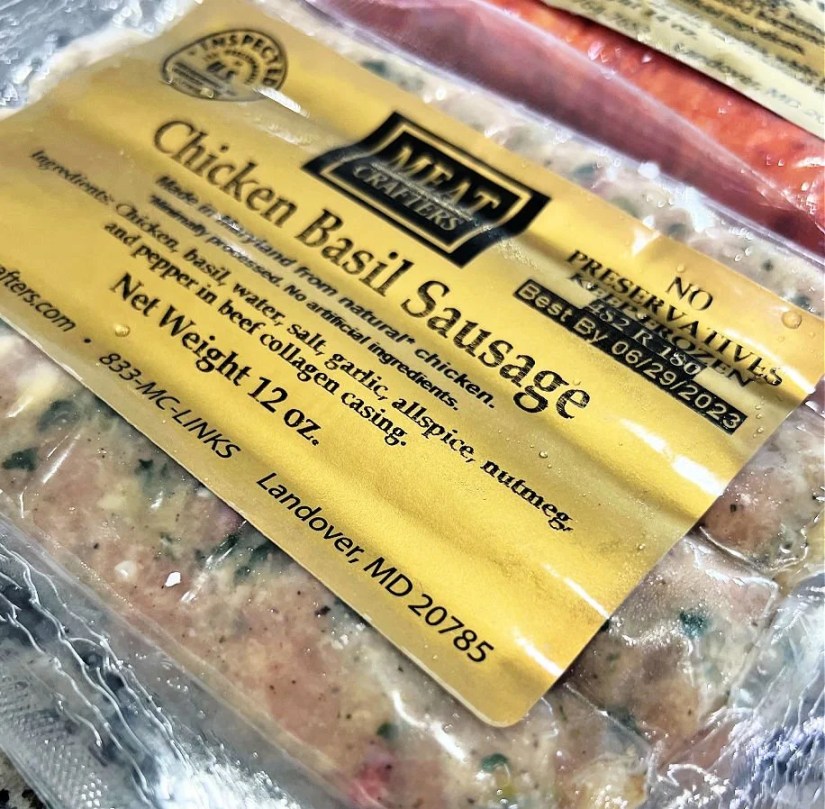 INSPECTED
U.S.
MEAT
CRAFTERS
Chicken Basil Sausage
Made in Maryland from natural* chicken.
*Minimally processed. No artificial ingredients.
Ingredients: Chicken, basil, water, salt, garlic, allspice, nutmeg,
and pepper in beef collagen casing.
Net Weight 12 oz.
afters.com • 833-MC-LINKS Landover, MD 20785
NO
PRESERVATIVES
KEEP FROZEN
Best By 06/29/2023